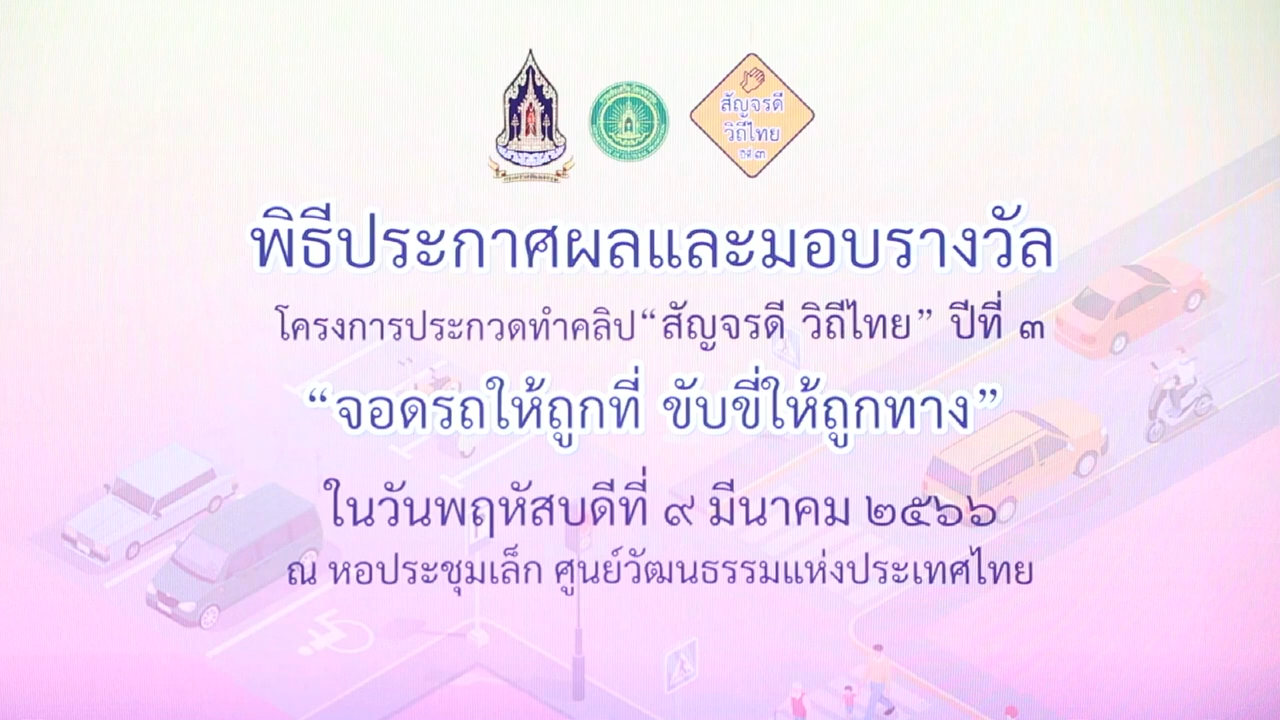 สัญจรดี
วิถีไทย
ปีที่ ๓
พิธีประกาศผลและมอบรางวัล
โครงการประกวดทำคลิป “สัญจรดี วิถีไทย” ปีที่ ๓
“จอดรถให้ถูกที่ ขับขี่ให้ถูกทาง”
ในวันพฤหัสบดีที่ ๙ มีนาคม ๒๕๖๖
ณ หอประชุมเล็ก ศูนย์วัฒนธรรมแห่งประเทศไทย